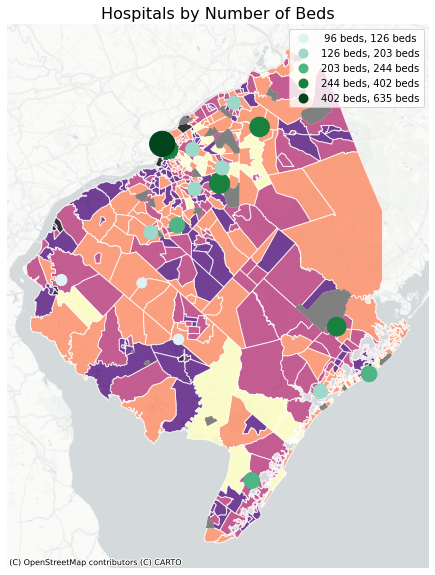 Hospitals by Number of Beds
96 beds, 126 beds
126 beds, 203 beds
203 beds, 244 beds
244 beds, 402 beds
402 beds, 635 beds
(C) OpenStreetMap contributors (C) CARTO